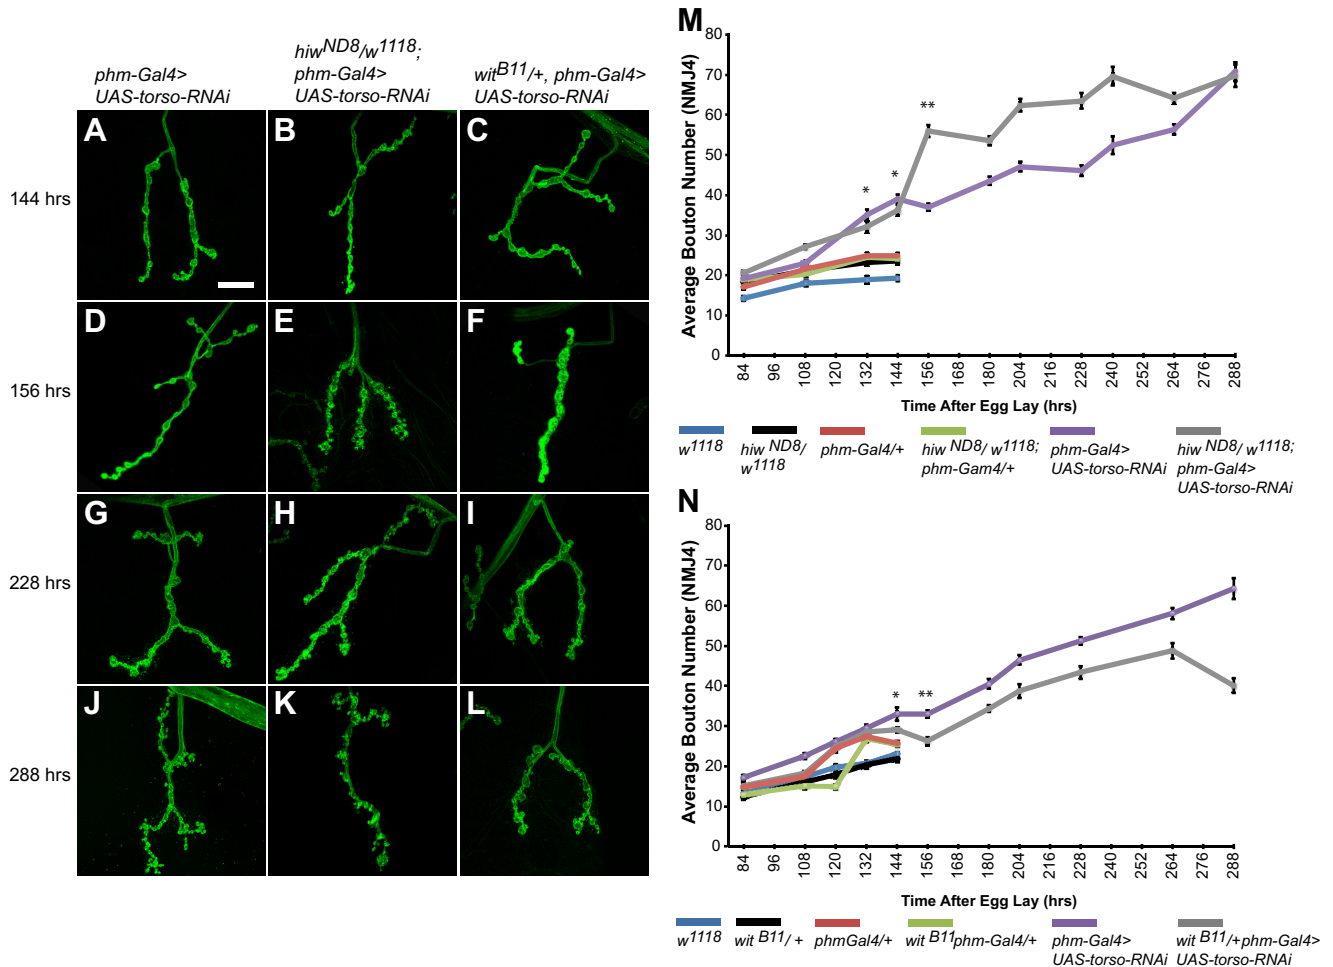 phm-Gal4>
UAS-torso-RNAi
hiwND8/w1118;
phm-Gal4>
UAS-torso-RNAi
witB11/+, phm-Gal4>
UAS-torso-RNAi
144 hrs
156 hrs
228 hrs
288 hrs
A
B
C
D
E
F
G
H
I
J
K
L
M
Average Bouton Number (NMJ4)
80
70
60
50
40
30
20
10
0
*
*
**
84 96 108 120 132 144 156 168 180 204 216 228 240 252 264 276 288
Time After Egg Lay (hrs)
w1118
hiw ND8/
w1118
phm-Gal4/+
hiw ND8/ w1118;
phm-Gam4/+
phm-Gal4>
UAS-torso-RNAi
hiw ND8/ w1118;
phm-Gal4>
UAS-torso-RNAi
N
Average Bouton Number (NMJ4)
80
70
60
50
40
30
20
10
0
*
**
84 96 108 120 132 144 156 168 180 204 216 228 240 252 264 276 288
Time After Egg Lay (hrs)
w1118
wit B11/ +
phmGal4/+
wit B11phm-Gal4/+
phm-Gal4>
UAS-torso-RNAi
wit B11/+phm-Gal4>
UAS-torso-RNAi